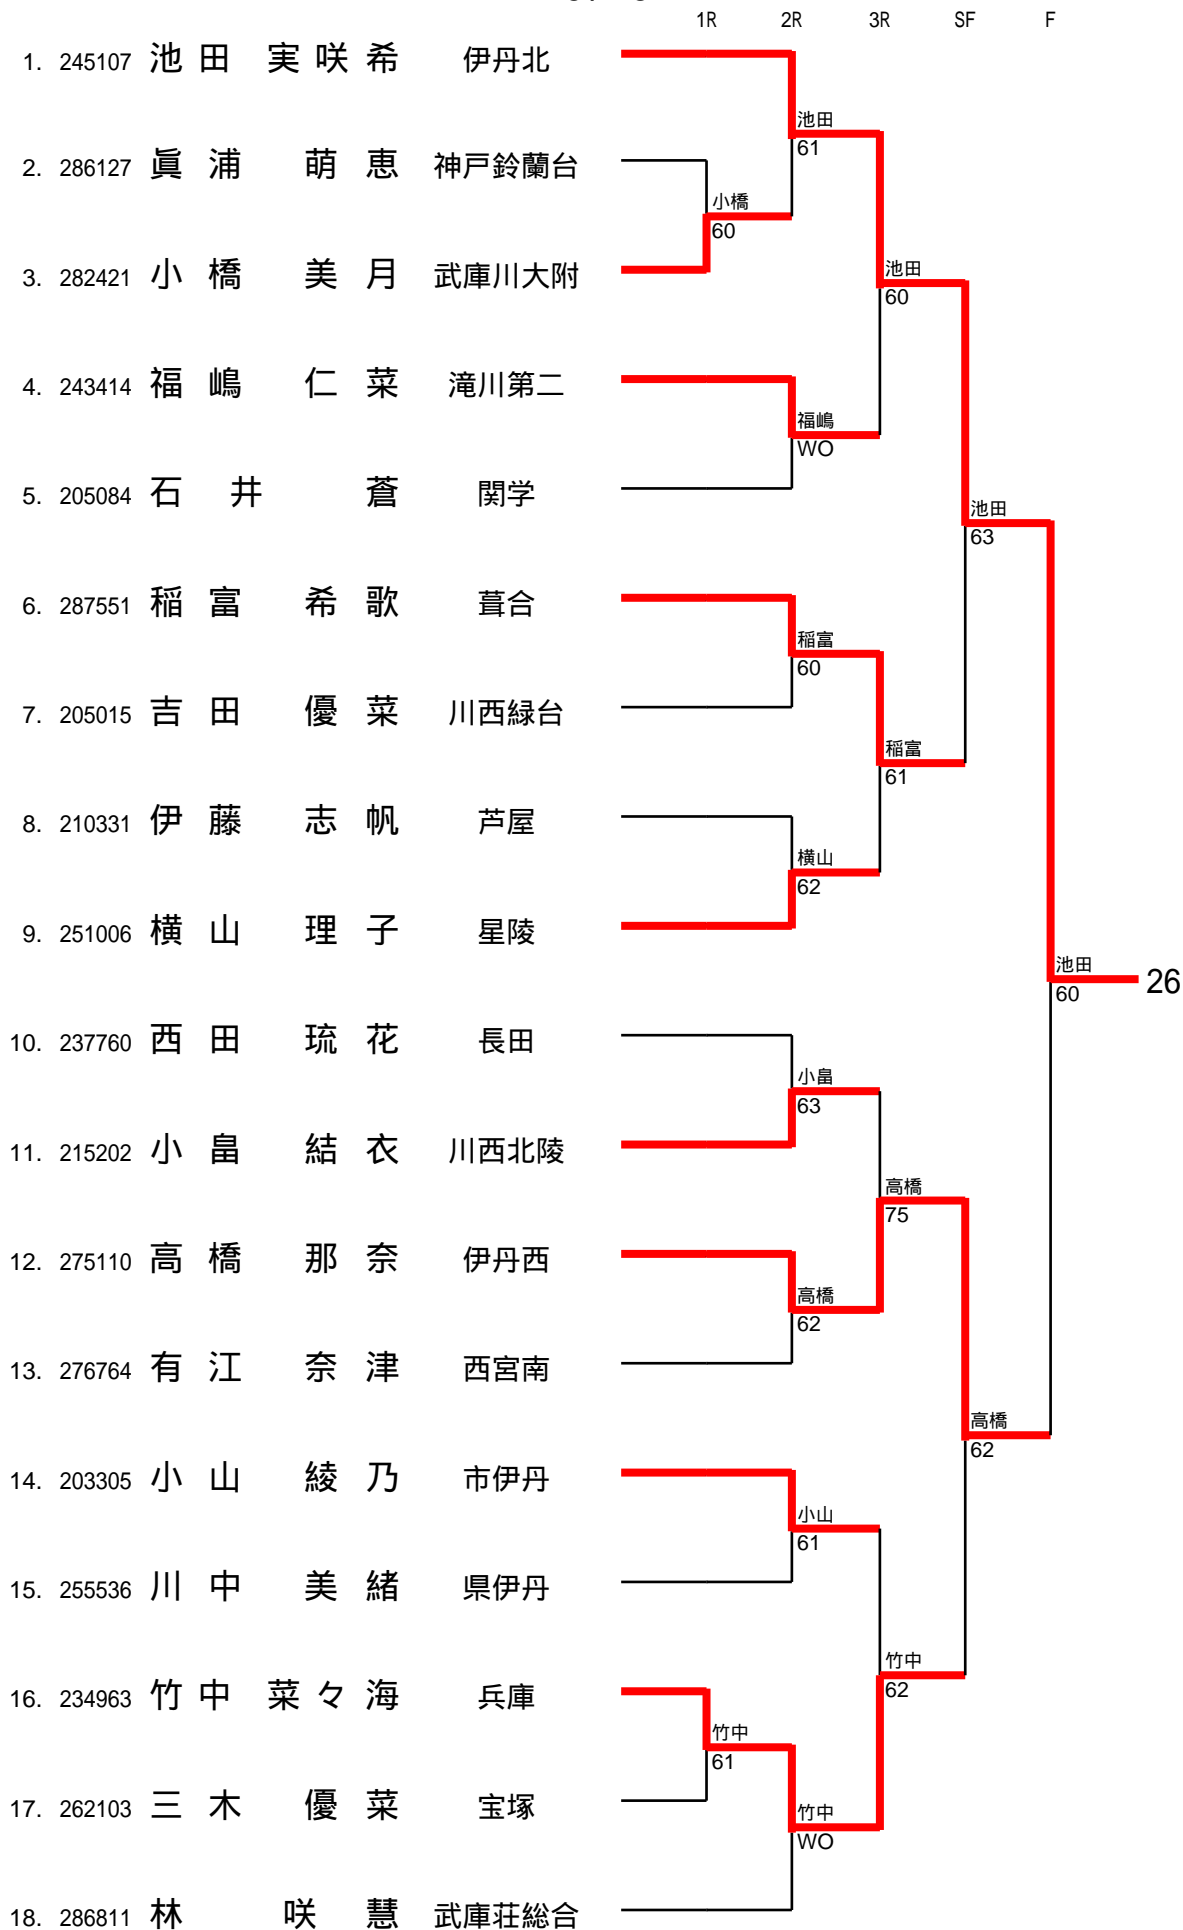 1R 2R 3R SF F
1. 245107 池田 実咲希 伊丹北
池田
61
2. 286127 眞浦 萌恵 神戸鈴蘭台
小橋
60
3. 282421 小橋 美月 武庫川大附
池田
60
4. 243414 福嶋 仁菜 滝川第二
福嶋
WO
5. 205084 石井 蒼 関学
池田
63
6. 287551 稲富 希歌 葺合
稲富
60
7. 205015 吉田 優菜 川西緑台
稲富
61
8. 210331 伊藤 志帆 芦屋
横山
62
9. 251006 横山 理子 星陵
池田
60 26
10. 237760 西田 琉花 長田
小畠
63
11. 215202 小畠 結衣 川西北陵
高橋
75
12. 275110 高橋 那奈 伊丹西
高橋
62
13. 276764 有江 奈津 西宮南
高橋
62
14. 203305 小山 綾乃 市伊丹
小山
61
15. 255536 川中 美緒 県伊丹
竹中
62
16. 234963 竹中 菜々海 兵庫
竹中
61
17. 262103 三木 優菜 宝塚
竹中
WO
18. 286811 林 咲慧 武庫荘総合